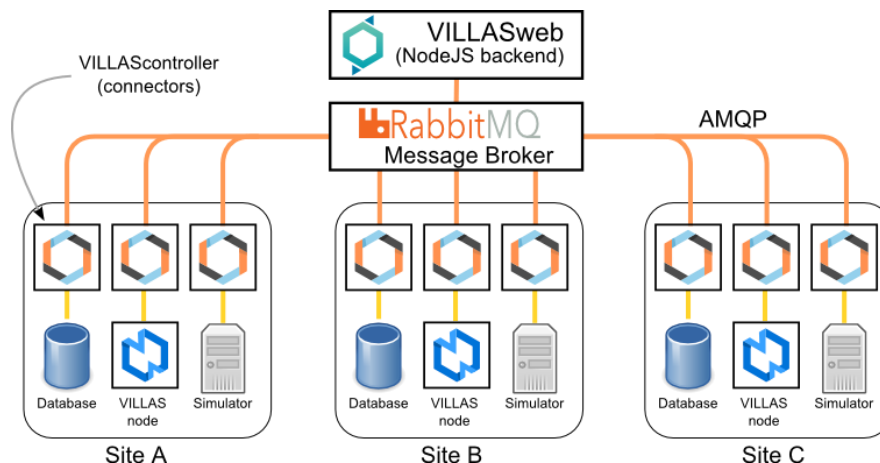 VILLASweb
(NodeJS backend)
VILLAScontroller
(connectors)
RabbitMQ
Message Broker
AMQP
Database
VILLAS
node
Simulator
Site A
Database
VILLAS
node
Simulator
Site B
Database
VILLAS
node
Simulator
Site C